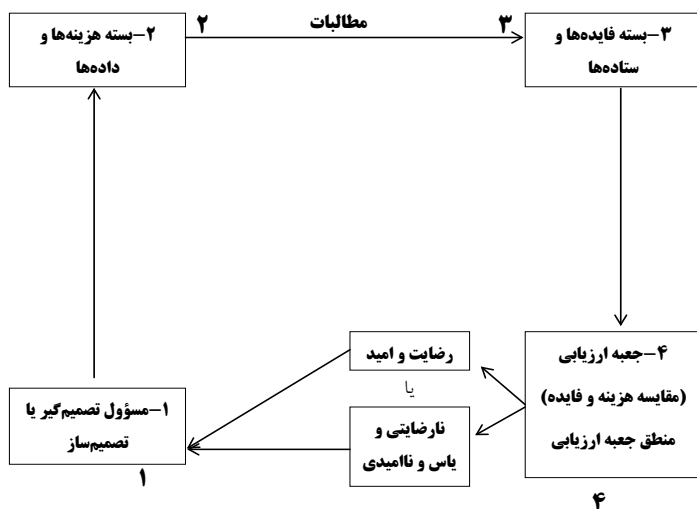 ۲–بسته هزینه‌ها و
داده‌ها
۲
مطالبات
۳
۳–بسته فایده‌ها و
ستاده‌ها
۴–جعبه ارزیابی
(مقایسه هزینه و فایده)
منطق جعبه ارزیابی
۴
رضایت و امید
یا
نارضایتی و
یاس و ناامیدی
۱–مسؤول تصمیم‌گیر یا
تصمیم‌ساز
۱